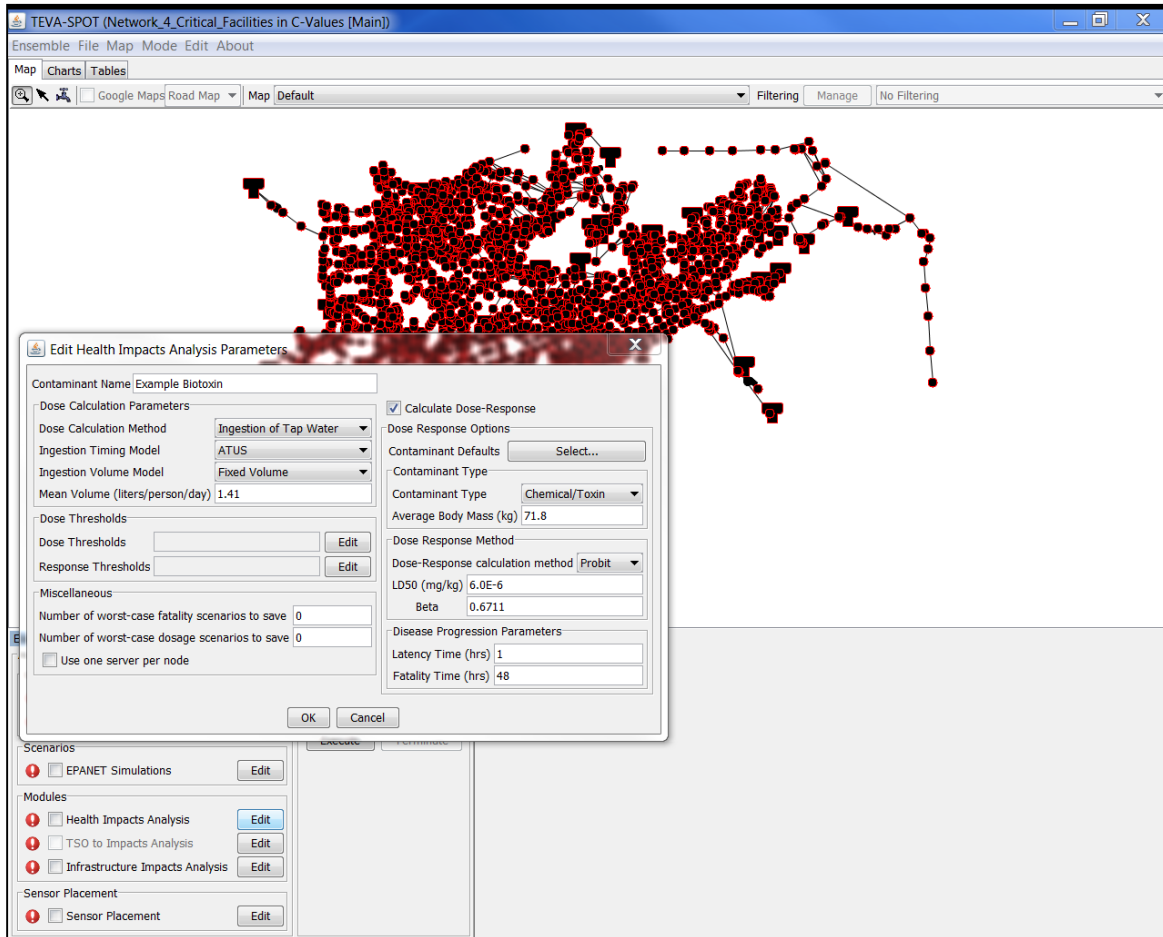 TEVA-SPOT (Network_4_Critical_Facilities in C-Values [Main])
Ensemble File Map Mode Edit About
Map Charts Tables
Google Maps Road Map Map Default Filtering Manage No Filtering
Edit Health Impacts Analysis Parameters
Contaminant Name Example Biotoxin
Dose Calculation Parameters
Dose Calculation Method Ingestion of Tap Water
Ingestion Timing Model ATUS
Ingestion Volume Model Fixed Volume
Mean Volume (liters/person/day) 1.41
Dose Thresholds
Dose Thresholds Edit
Response Thresholds Edit
Miscellaneous
Number of worst-case fatality scenarios to save 0
Number of worst-case dosage scenarios to save 0
Use one server per node
Calculate Dose-Response
Dose Response Options
Contaminant Defaults Select...
Contaminant Type
Contaminant Type Chemical/Toxin
Average Body Mass (kg) 71.8
Dose Response Method
Dose-Response calculation method Probit
LD50 (mg/kg) 6.0E-6
Beta 0.6711
Disease Progression Parameters
Latency Time (hrs) 1
Fatality Time (hrs) 48
OK Cancel
Execute Terminate
Scenarios
EPANET Simulations Edit
Modules
Health Impacts Analysis Edit
TSO to Impacts Analysis Edit
Infrastructure Impacts Analysis Edit
Sensor Placement
Sensor Placement Edit